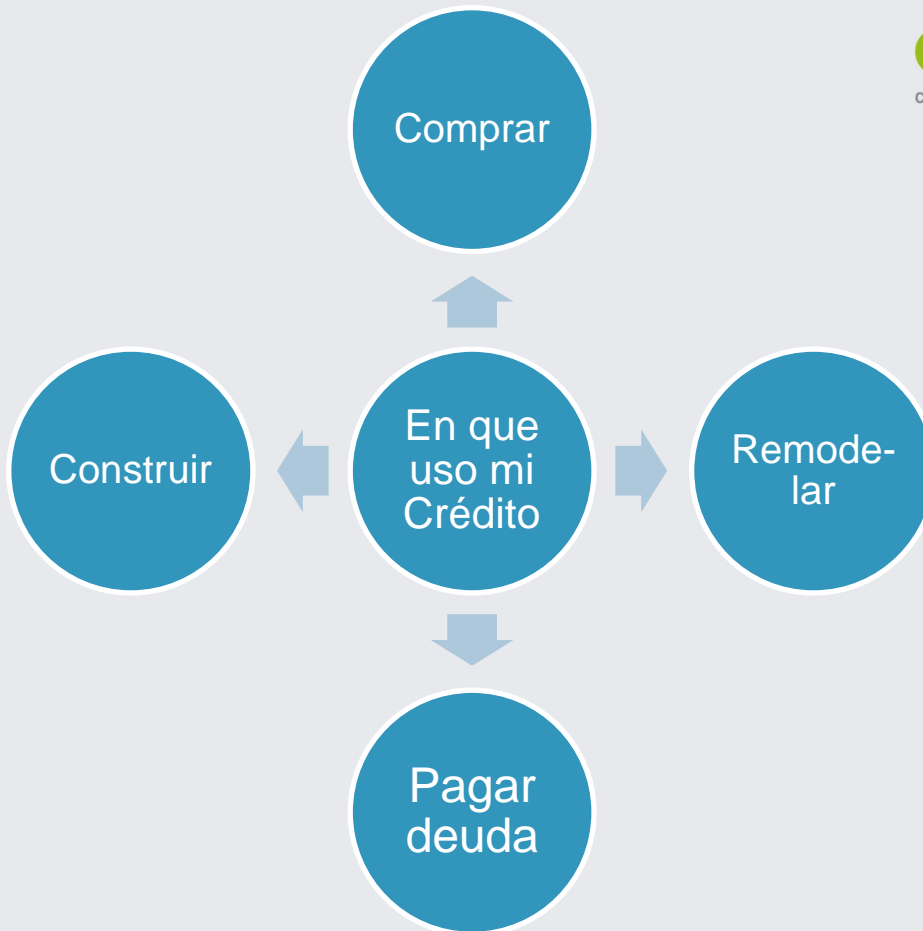 Comprar
Construir
En que
uso mi
Crédito
Remode-
lar
Pagar
deuda